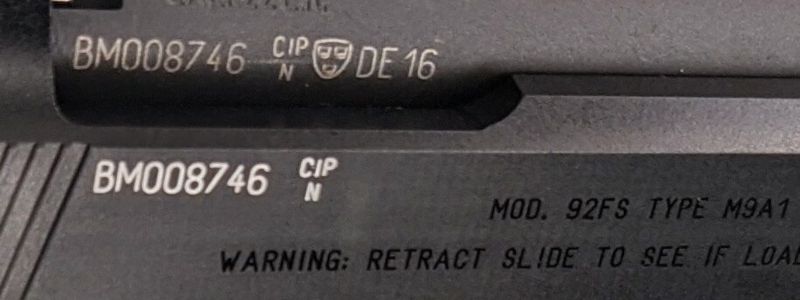 BM008746 CIP N DE 16
BM008746 CIP N
MOD. 92FS TYPE M9A1
WARNING: RETRACT SLIDE TO SEE IF LOAD